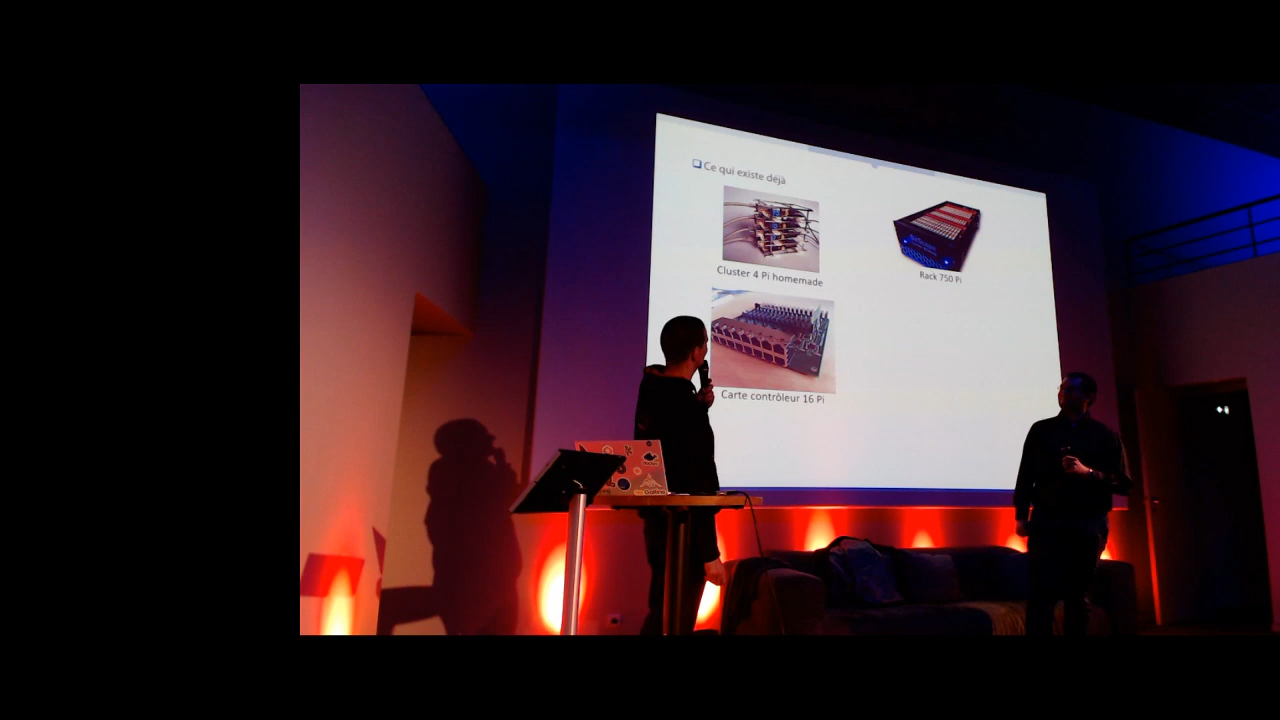 Ce qui existe déjà
Cluster 4 Pi homemade
Rack 750 Pi
Carte contrôleur 16 Pi